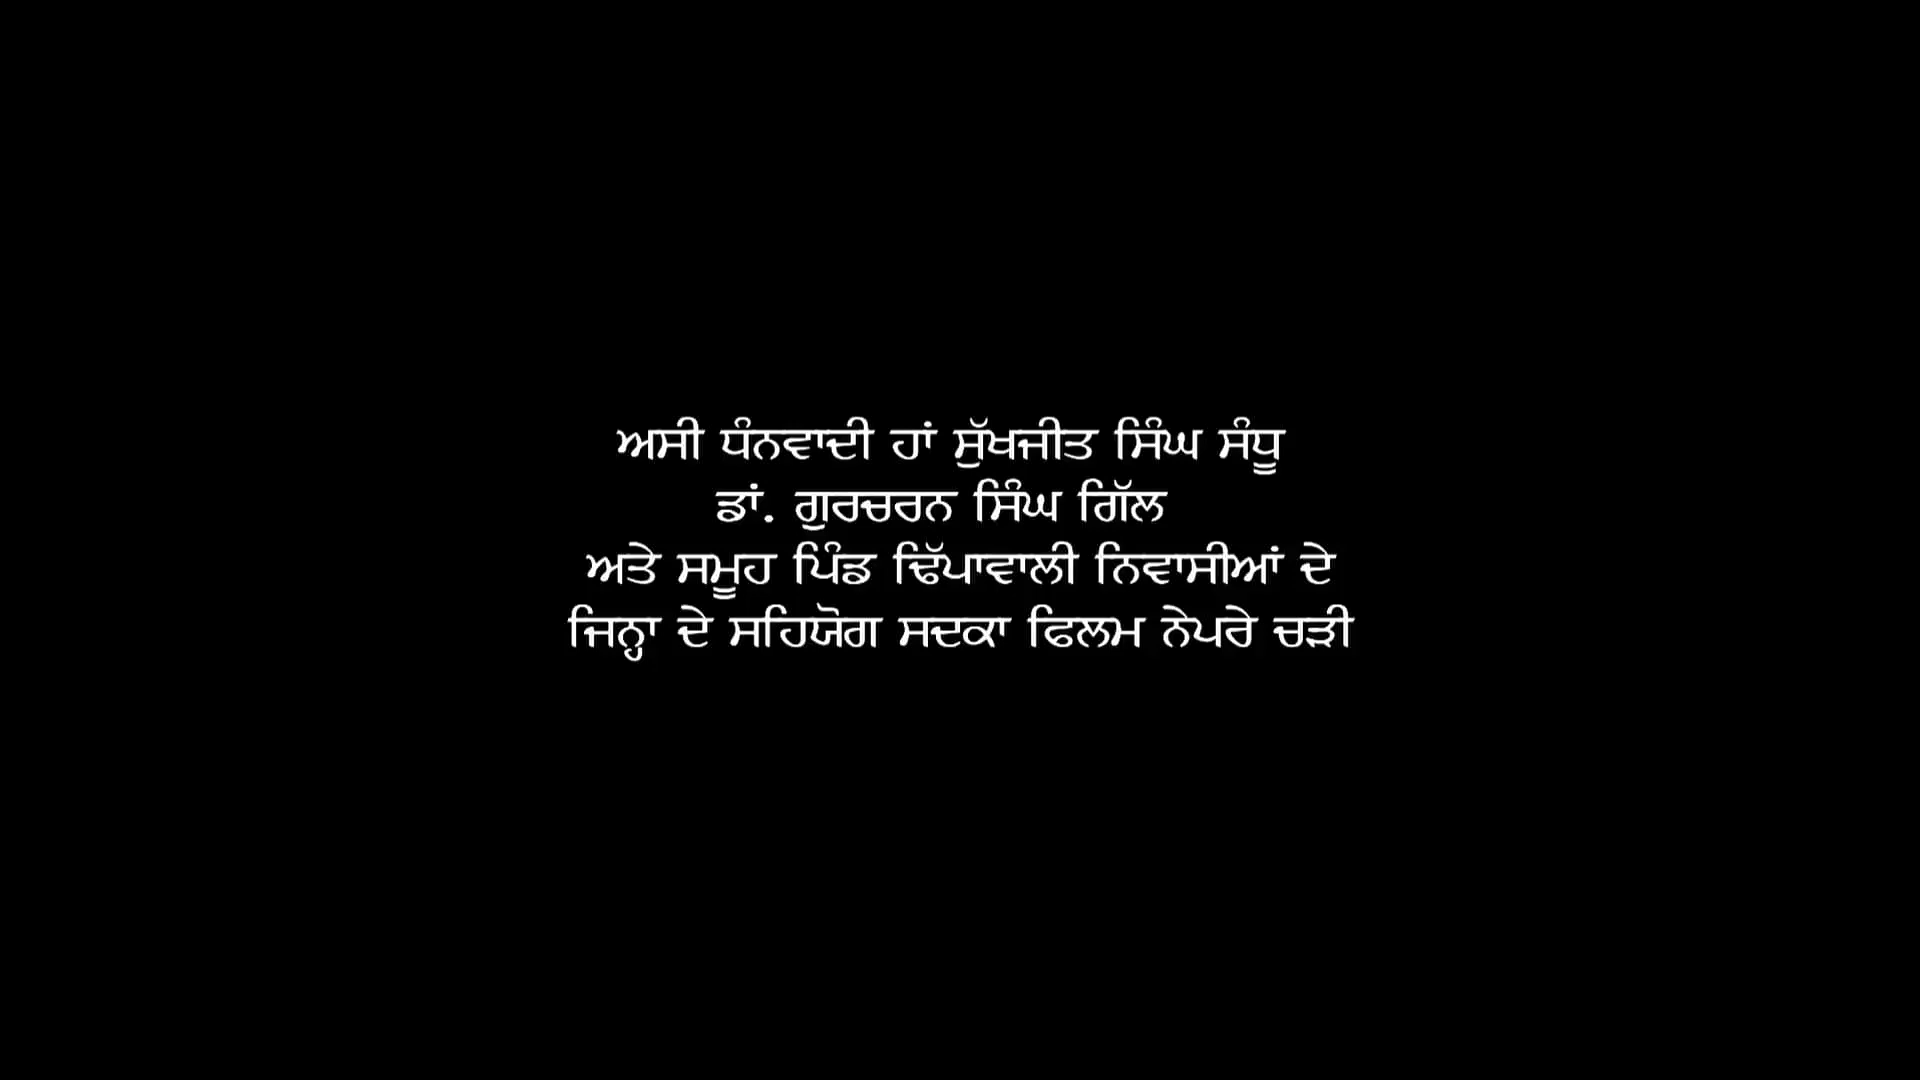 ਅਸੀ ਧੰਨਵਾਦੀ ਹਾਂ ਸੁੱਖਜੀਤ ਸਿੰਘ ਸੰਧੂ
ਡਾਂ. ਗੁਰਚਰਨ ਸਿੰਘ ਗਿੱਲ
ਅਤੇ ਸਮੂਹ ਪਿੰਡ ਢਿੱਪਾਵਾਲੀ ਨਿਵਾਸੀਆਂ ਦੇ
ਜਿਨ੍ਹਾ ਦੇ ਸਹਿਯੋਗ ਸਦਕਾ ਫਿਲਮ ਨੇਪਰੇ ਚੜੀ